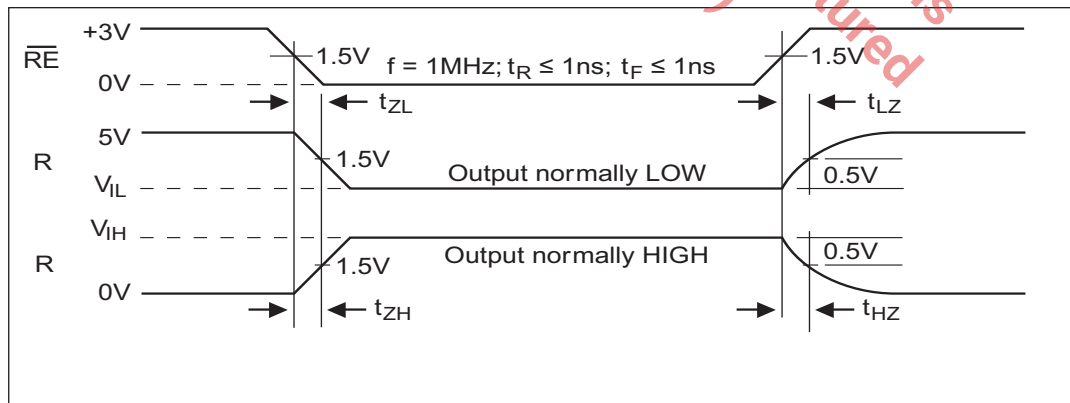 +3V
RE
1.5V
f = 1MHz; tR ≤ 1ns; tF ≤ 1ns
1.5V
0V
tZL
tLZ
5V
R
1.5V
Output normally LOW
0.5V
VIL
VIH
R
1.5V
Output normally HIGH
0.5V
0V
tZH
tHZ